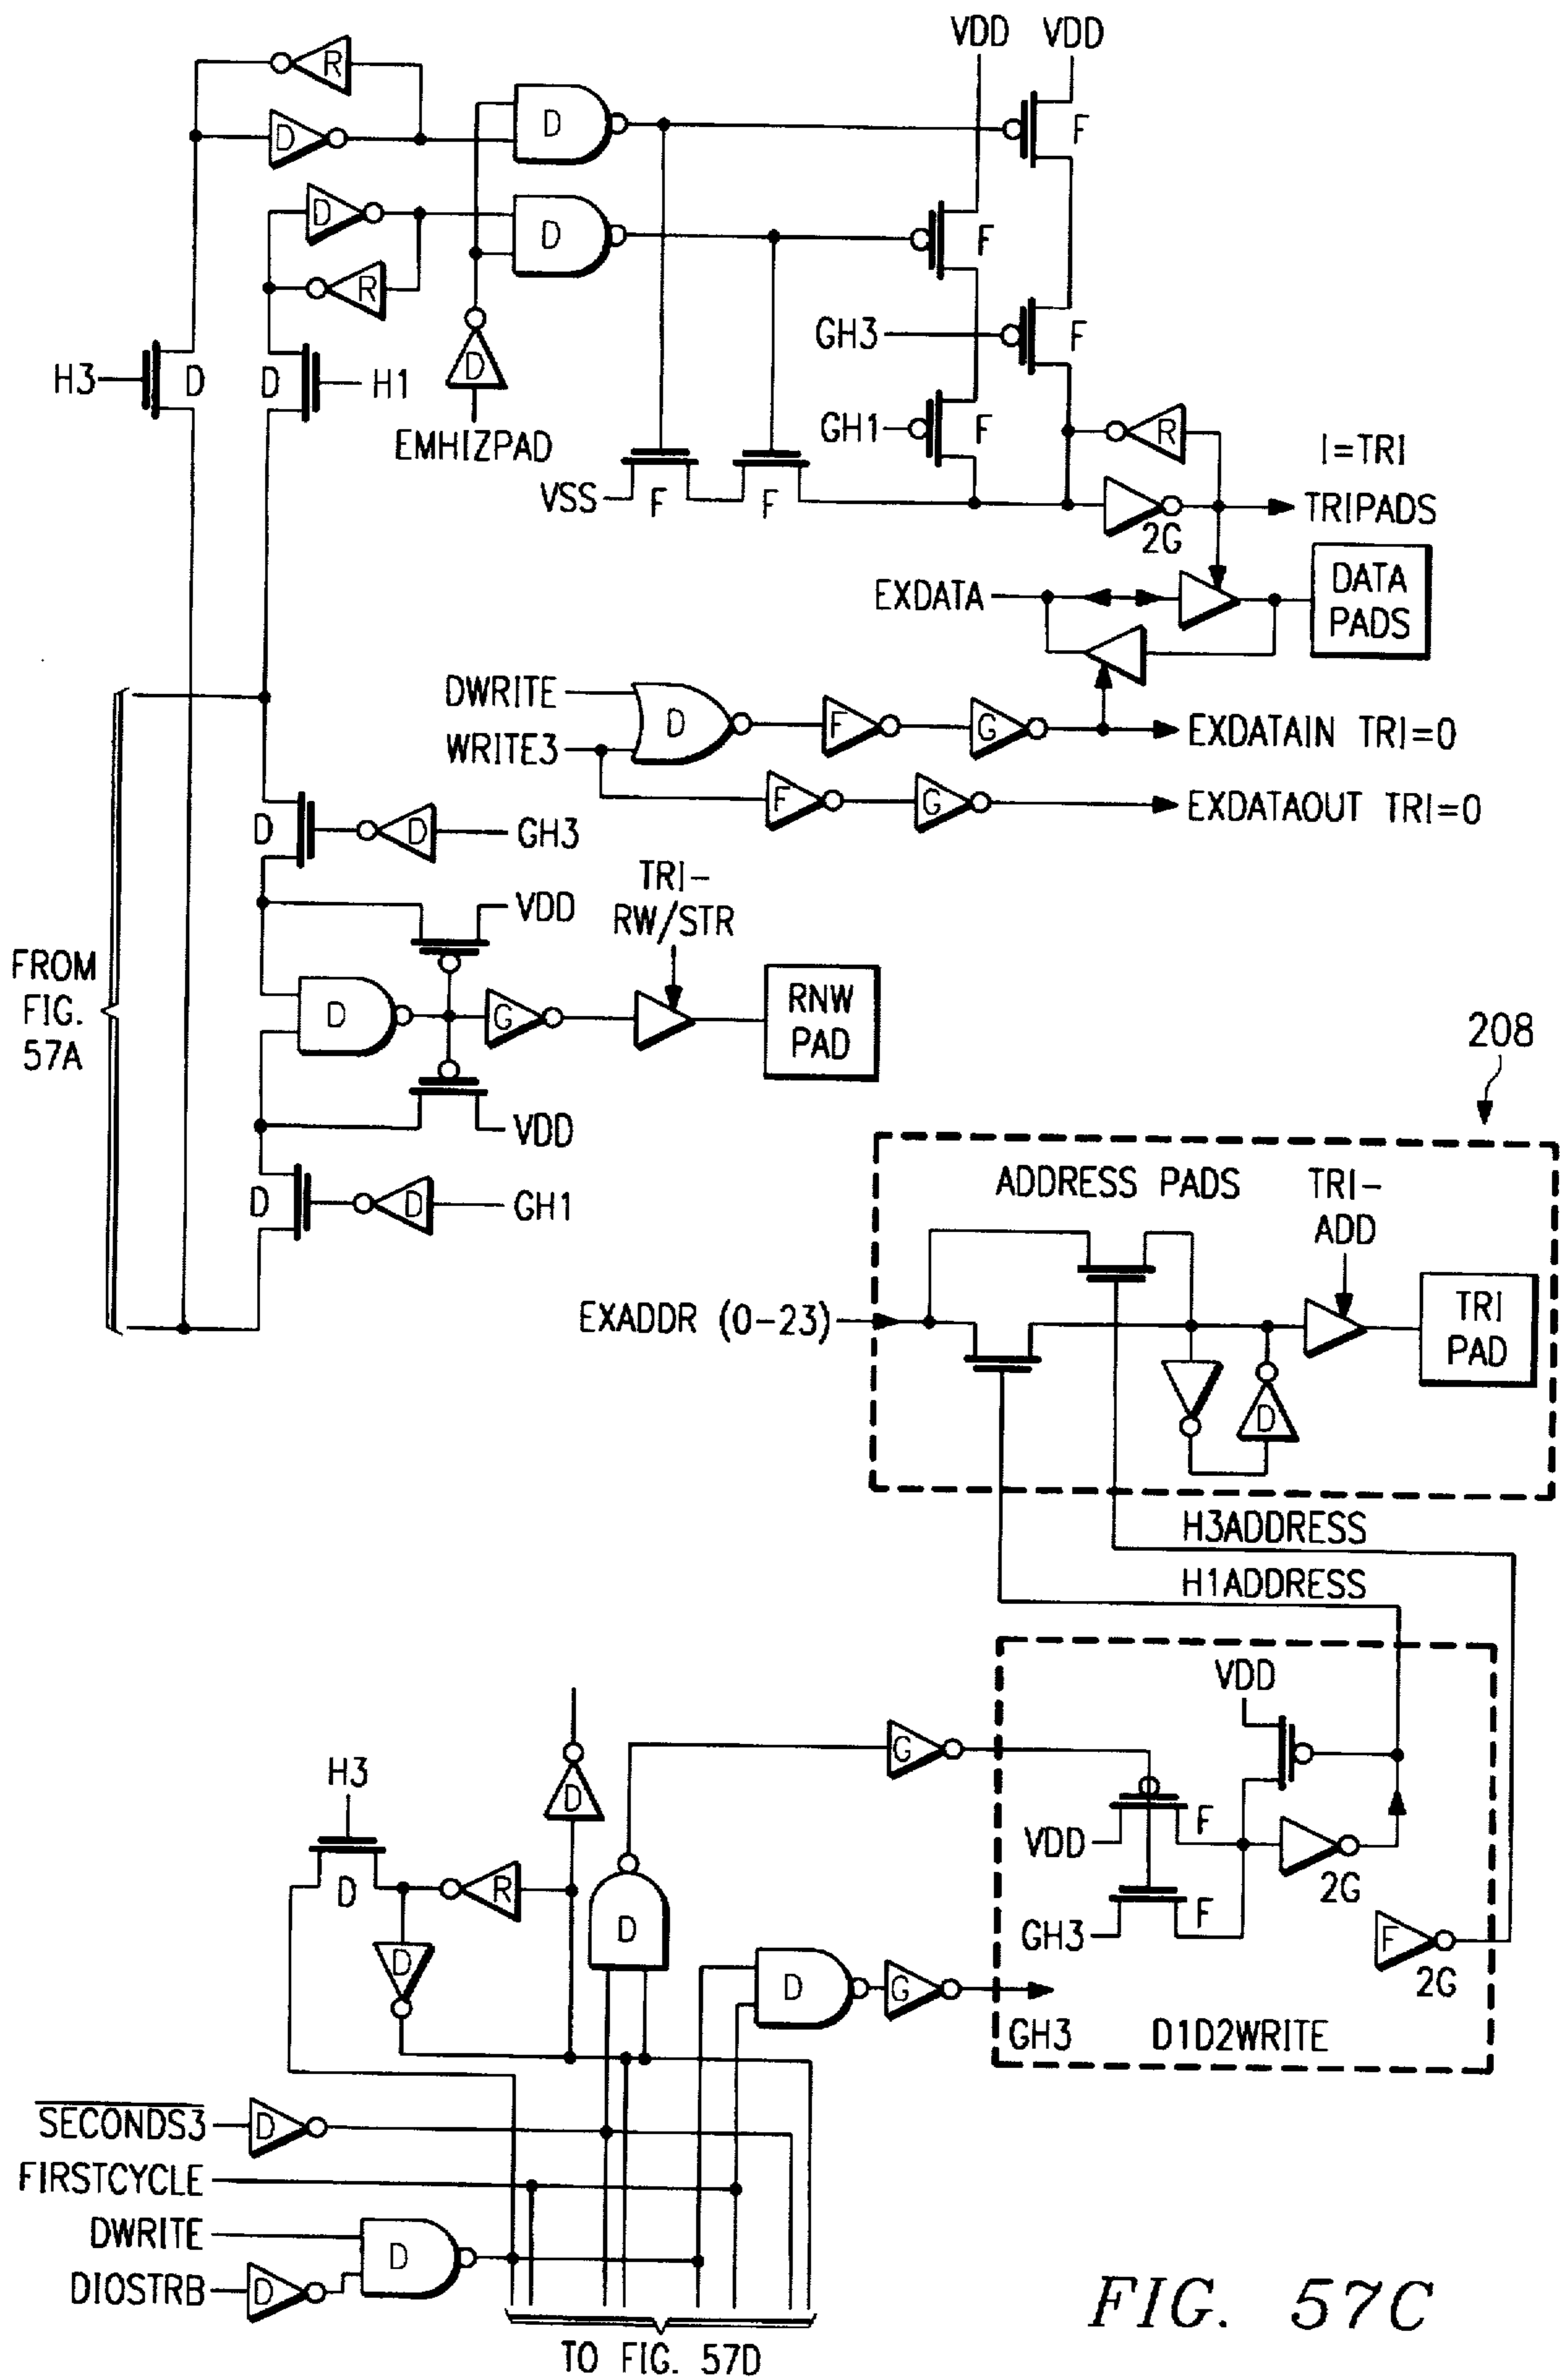 VDD VDD
R
D
D
F
D
D
F
R
GH3
F
H3
D
D
H1
D
EMHIZPAD
GH1
F
R
I=TRI
VSS
F
F
2G
TRIPADS
EXDATA
DATA
PADS
DWRITE
D
F
G
EXDATAIN TRI=0
WRITE3
F
G
EXDATAOUT TRI=0
D
D
GH3
TRI-
RW/STR
VDD
FROM
FIG.
57A
D
G
RNW
PAD
VDD
D
D
GH1
208
ADDRESS PADS
TRI-
ADD
EXADDR (0-23)
TRI
PAD
D
H3ADDRESS
H1ADDRESS
VDD
H3
D
G
VDD
F
D
R
2G
D
D
GH3
F
F
2G
D
G
GH3
D1D2WRITE
SECONDS3
D
FIRSTCYCLE
DWRITE
D
DIOSTRB
D
TO FIG. 57D
FIG. 57C